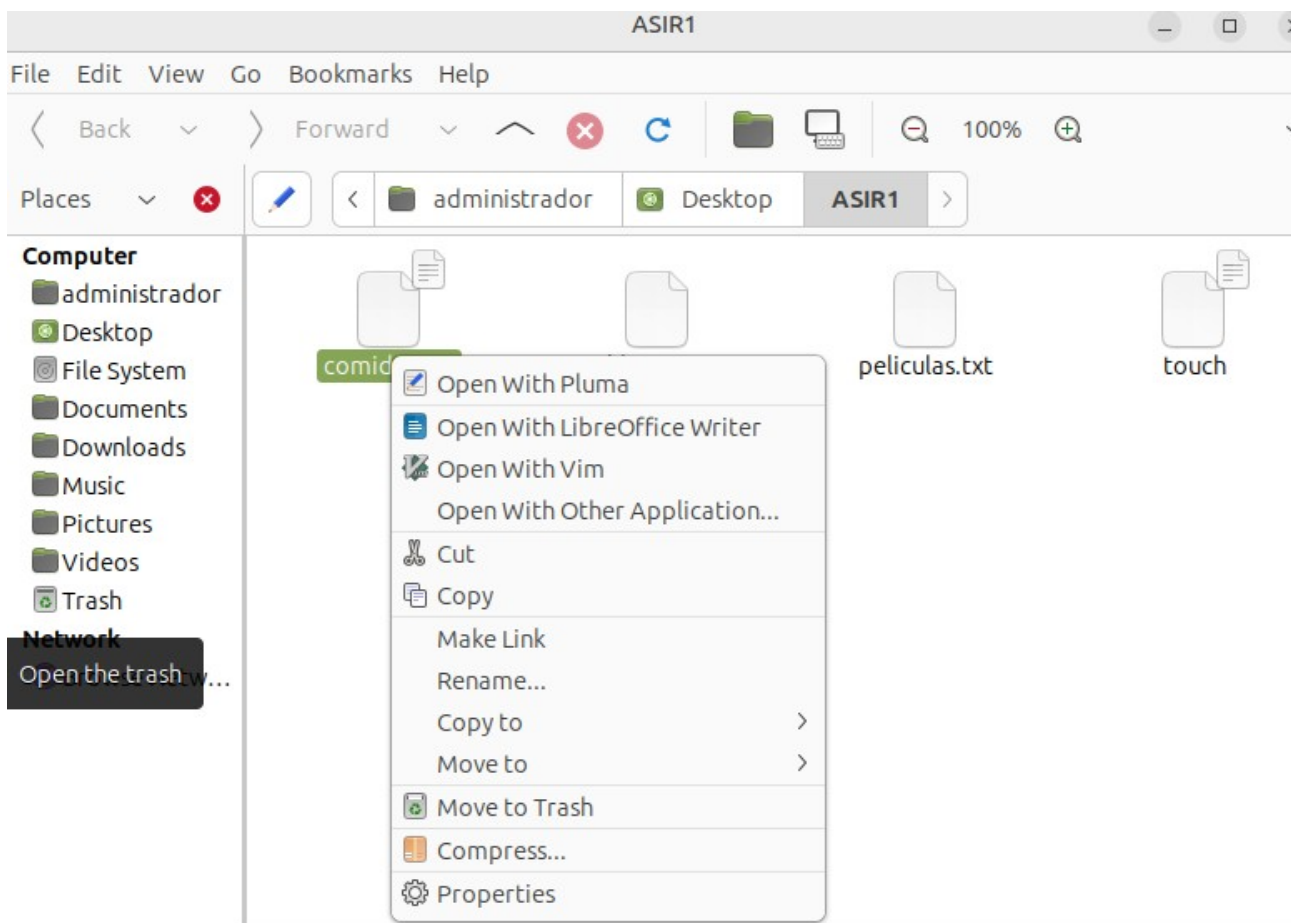 ASIR1
File Edit View Go Bookmarks Help
Back Forward 100%
Places administrador Desktop ASIR1
Computer
administrador
Desktop
File System
Documents
Downloads
Music
Pictures
Videos
Trash
Network
Open the trash
peliculas.txt touch
Open With Pluma
Open With LibreOffice Writer
Open With Vim
Open With Other Application...
Cut
Copy
Make Link
Rename...
Copy to
Move to
Move to Trash
Compress...
Properties